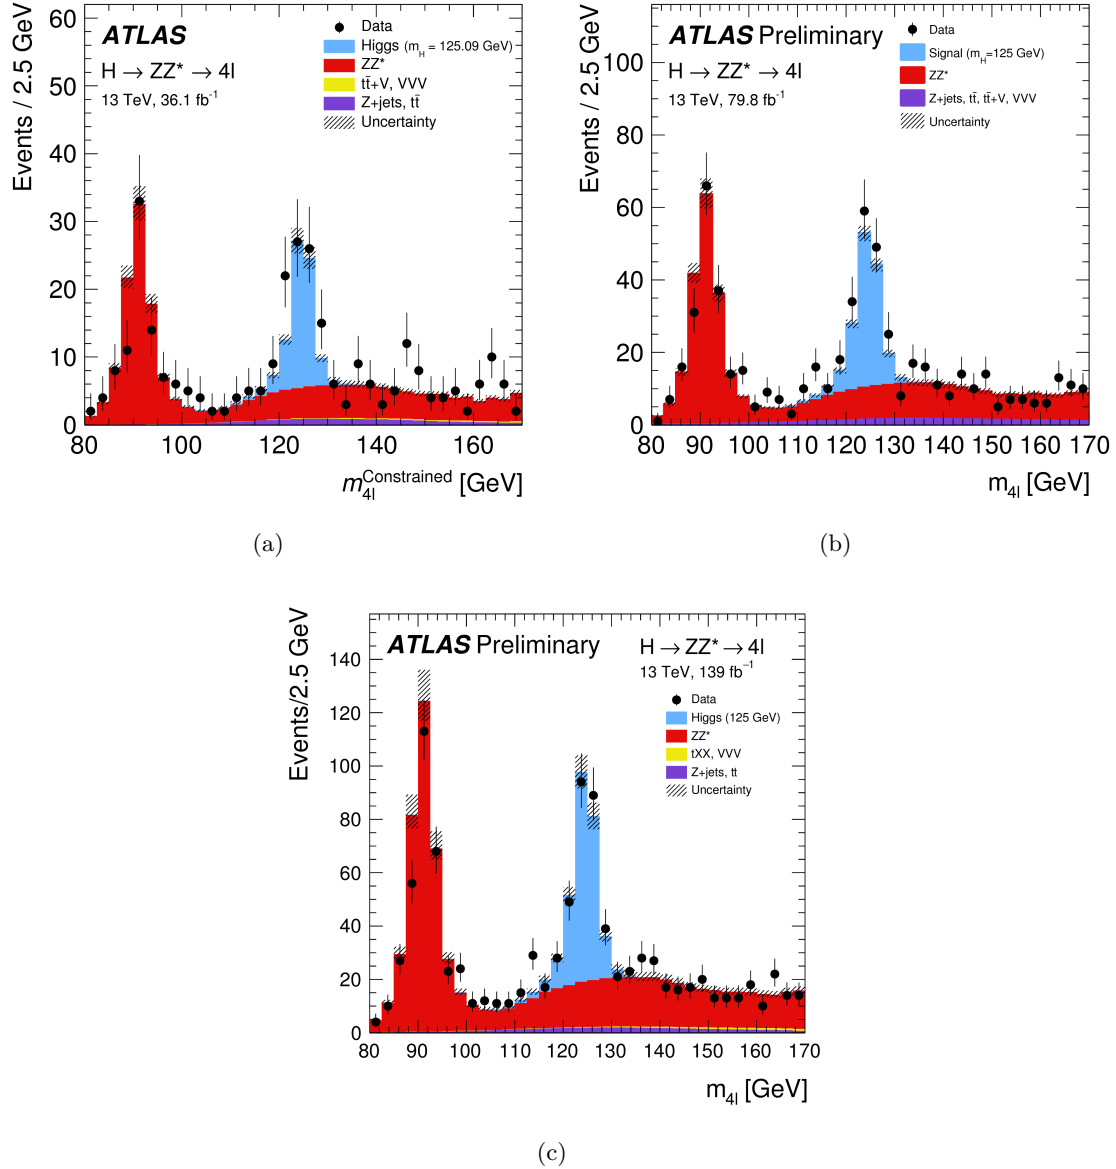 ATLAS
H → ZZ* → 4l
13 TeV, 36.1 fb⁻¹
Data
Higgs (m_H = 125.09 GeV)
ZZ*
tt̄+V, VVV
Z+jets, tt̄
Uncertainty
Events / 2.5 GeV
60
50
40
30
20
10
0
80 100 120 140 160
m_4l^Constrained [GeV]
(a)
ATLAS Preliminary
H → ZZ* → 4l
13 TeV, 79.8 fb⁻¹
Data
Signal (m_H=125 GeV)
ZZ*
Z+jets, tt̄, tt̄+V, VVV
Uncertainty
Events / 2.5 GeV
100
80
60
40
20
0
80 90 100 110 120 130 140 150 160 170
m_4l [GeV]
(b)
ATLAS Preliminary
H → ZZ* → 4l
13 TeV, 139 fb⁻¹
Data
Higgs (125 GeV)
ZZ*
tXX, VVV
Z+jets, tt
Uncertainty
Events/2.5 GeV
140
120
100
80
60
40
20
0
80 90 100 110 120 130 140 150 160 170
m_4l [GeV]
(c)